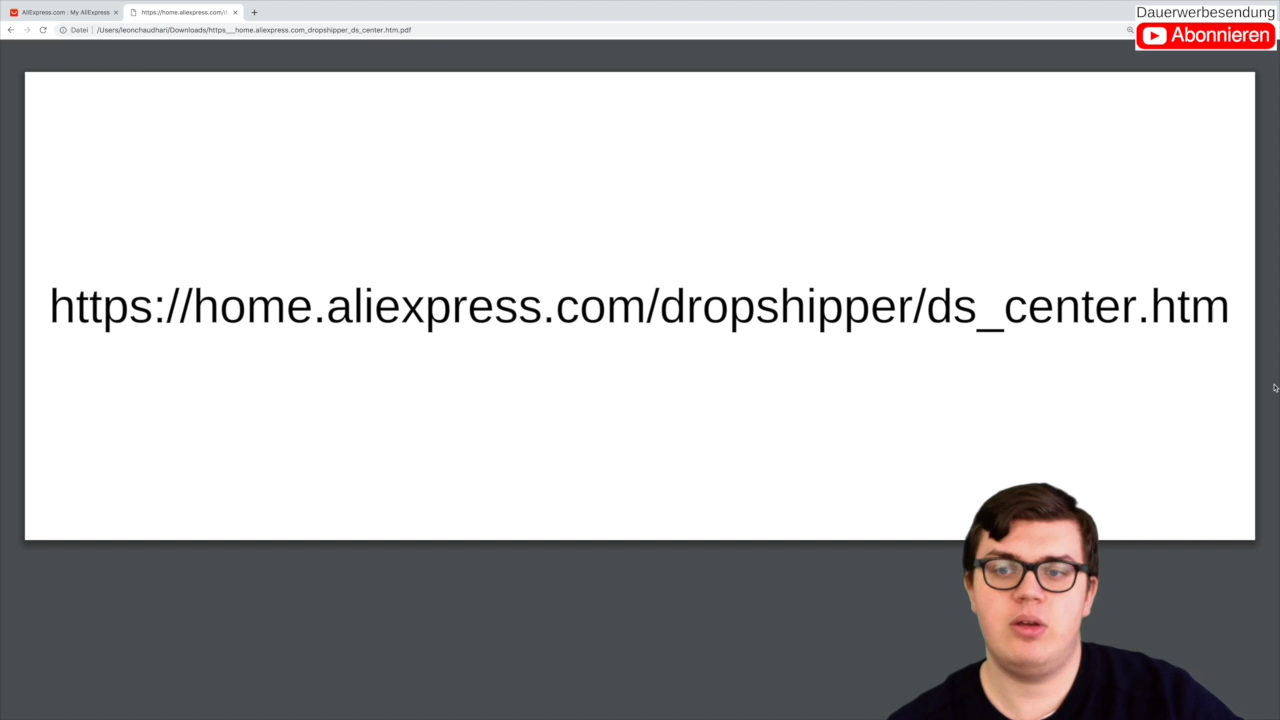 AliExpress.com | My AliExpress
https://home.aliexpress.com/d
Dauerwerbesendung
Abonnieren
Datei
/Users/leonchaudhari/Downloads/https___home.aliexpress.com_dropshipper_ds_center.htm.pdf
https://home.aliexpress.com/dropshipper/ds_center.htm